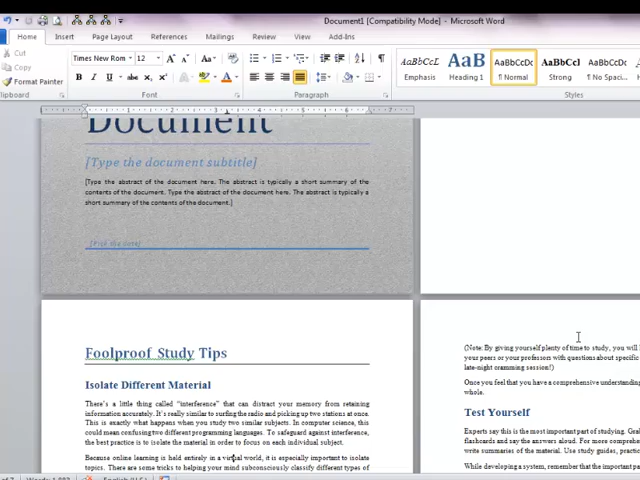 Document1 [Compatibility Mode] - Microsoft Word
Home Insert Page Layout References Mailings Review View Add-Ins
Cut
Copy
Format Painter
Times New Rom 12
Clipboard Font Paragraph Styles
AaBbCcL AaB AaBbCcDc AaBbCcl AaBbCcDc
Emphasis Heading 1 ¶ Normal Strong ¶ No Spaci...
Document
[Type the document subtitle]
[Type the abstract of the document here. The abstract is typically a short summary of the
contents of the document. Type the abstract of the document here. The abstract is typically a
short summary of the contents of the document.]
[Pick the date]
Foolproof Study Tips
Isolate Different Material
There's a little thing called "interference" that can distract your memory from retaining
information accurately. It's really similar to surfing the radio and picking up two stations at once.
This is exactly what happens when you study two similar subjects. In computer science, this
could mean confusing two different programming languages. To safeguard against interference,
the best practice is to isolate the material in order to focus on each individual subject.
Because online learning is held entirely in a virtual world, it is especially important to isolate
topics. There are some tricks to helping your mind subconsciously classify different types of
(Note: By giving yourself plenty of time to study, you will
your peers or your professors with questions about specific
late-night cramming session!)
Once you feel that you have a comprehensive understanding
whole.
Test Yourself
Experts say this is the most important part of studying. Grab
flashcards and say the answers aloud. For more comprehe
write summaries of the material. Use study guides, practic
While developing a system, remember that the important pa